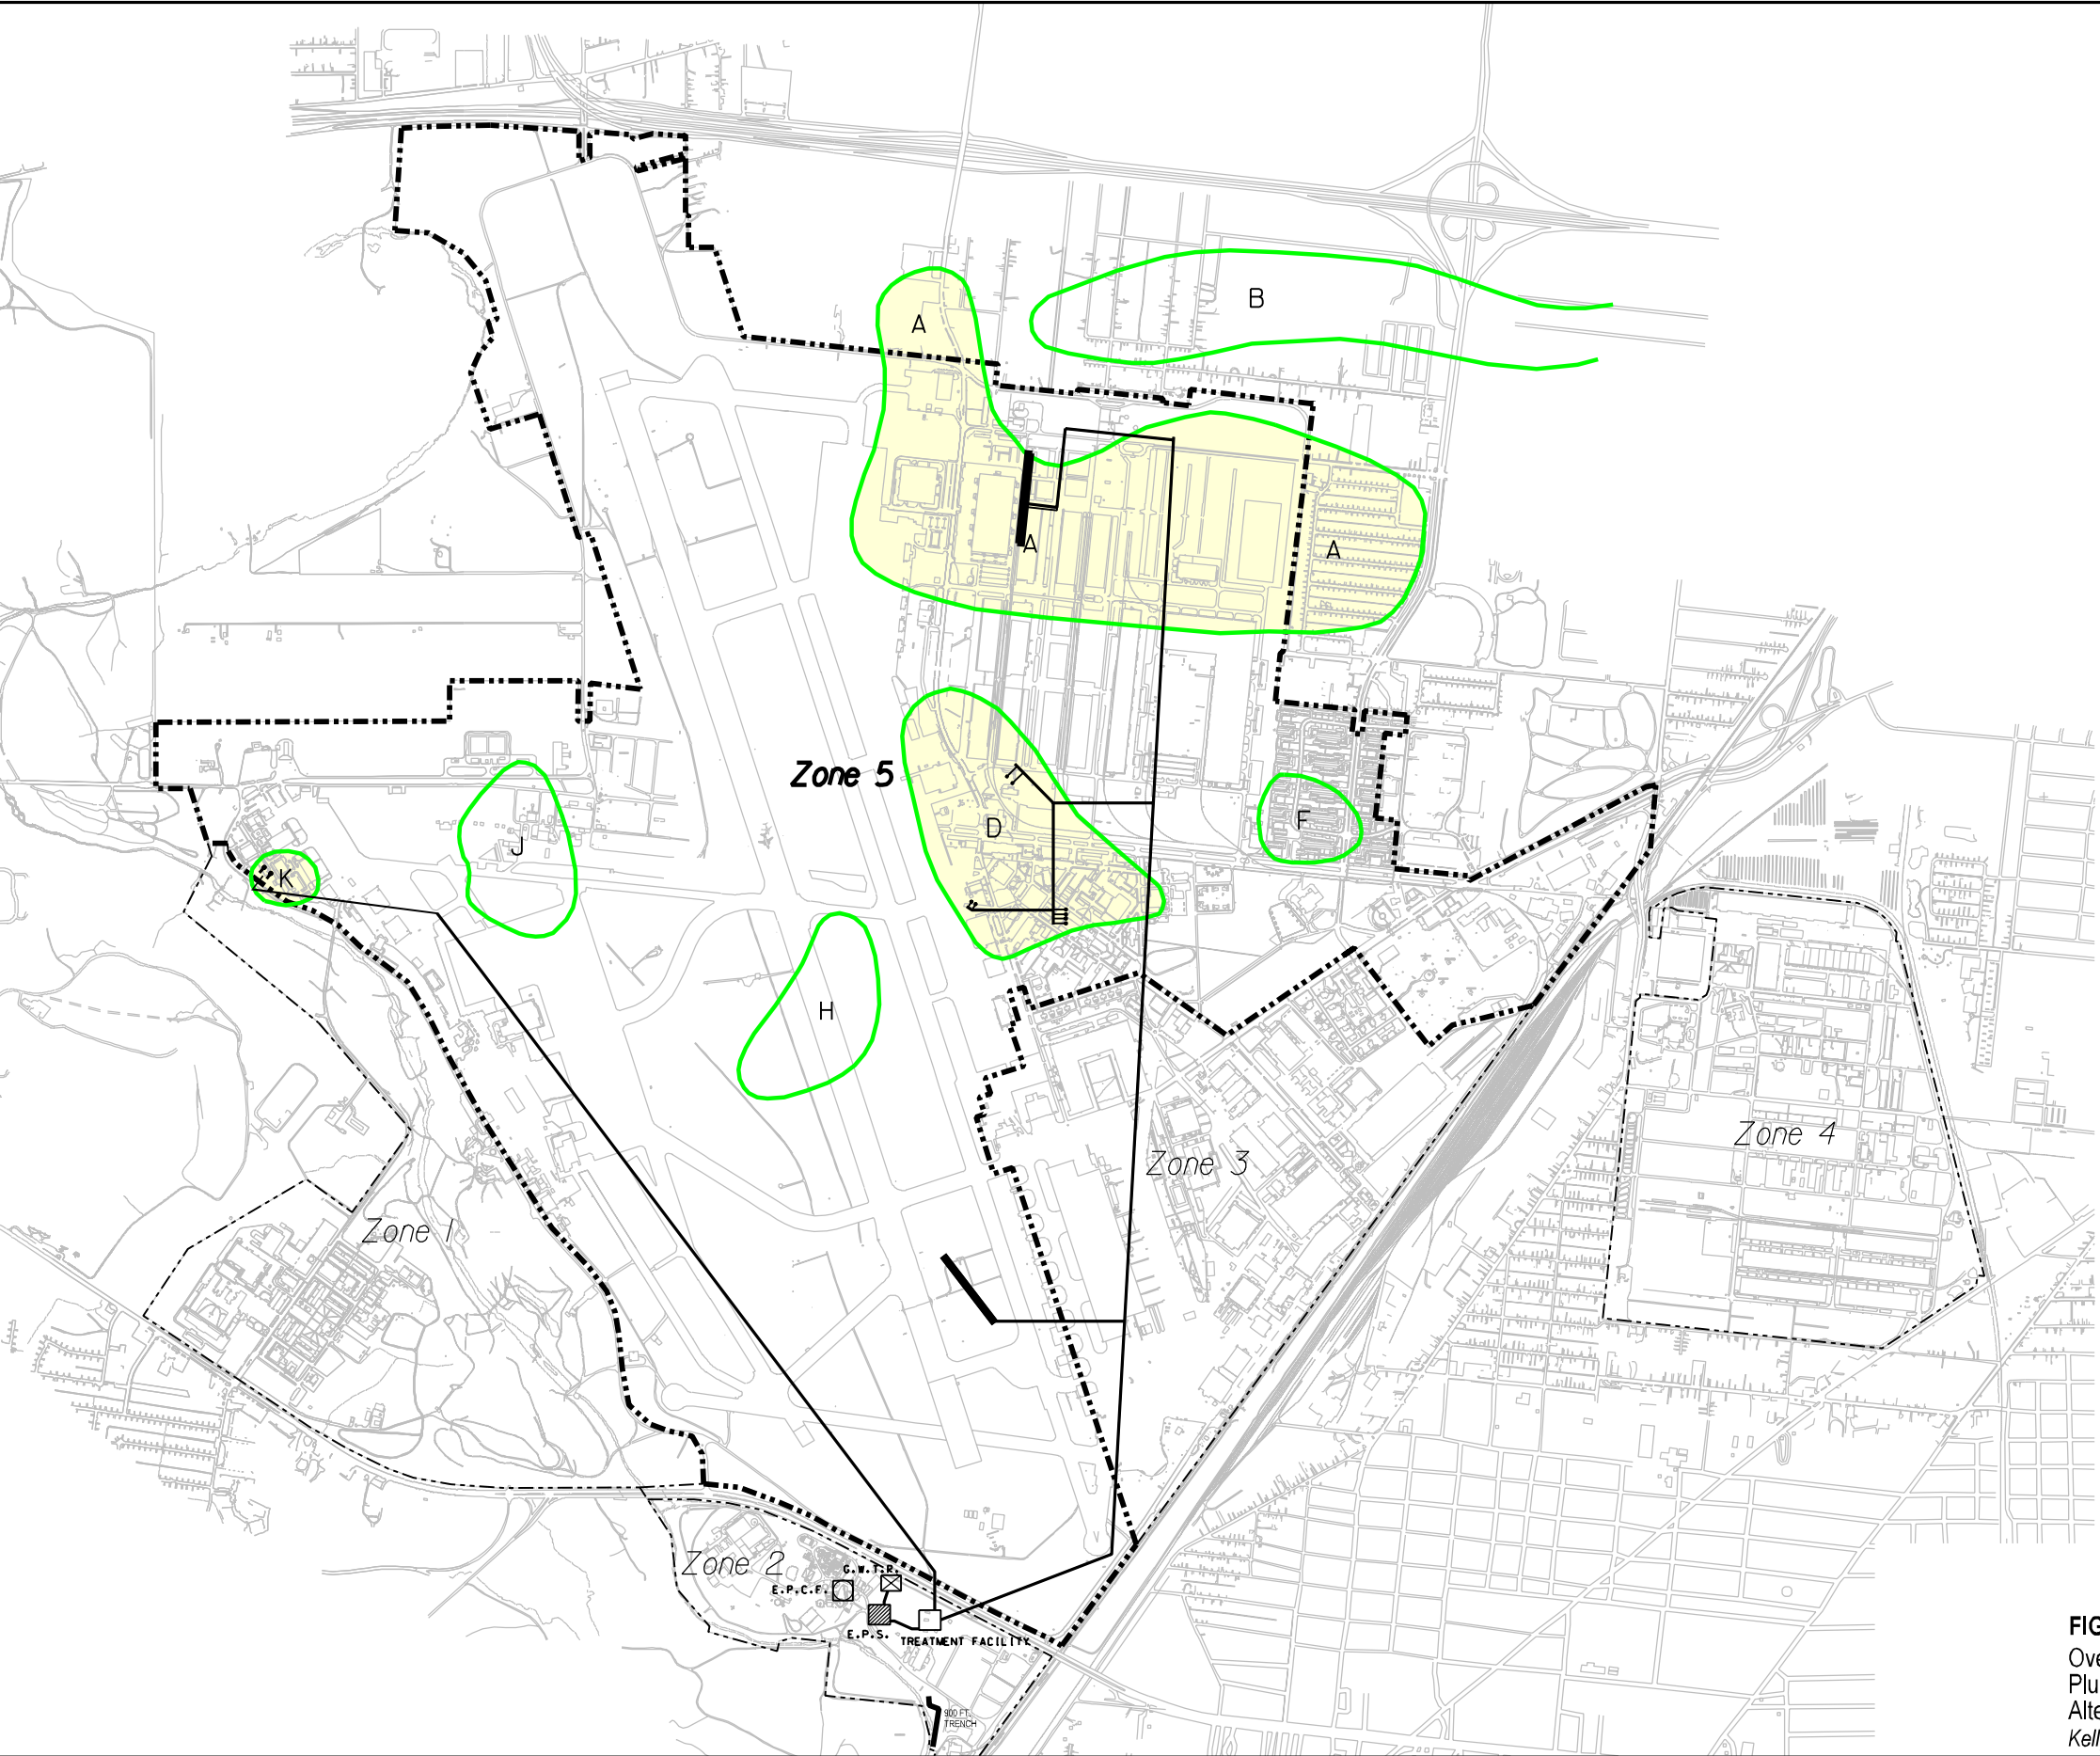 B
A
A
A
Zone 5
D
F
J
K
H
Zone 4
Zone 3
Zone 1
Zone 2
G.W.T.R.
E.P.C.F.
E.P.S.
TREATMENT FACILITY
900 FT.
TRENCH
FIG
Ove
Plu
Alte
Kell